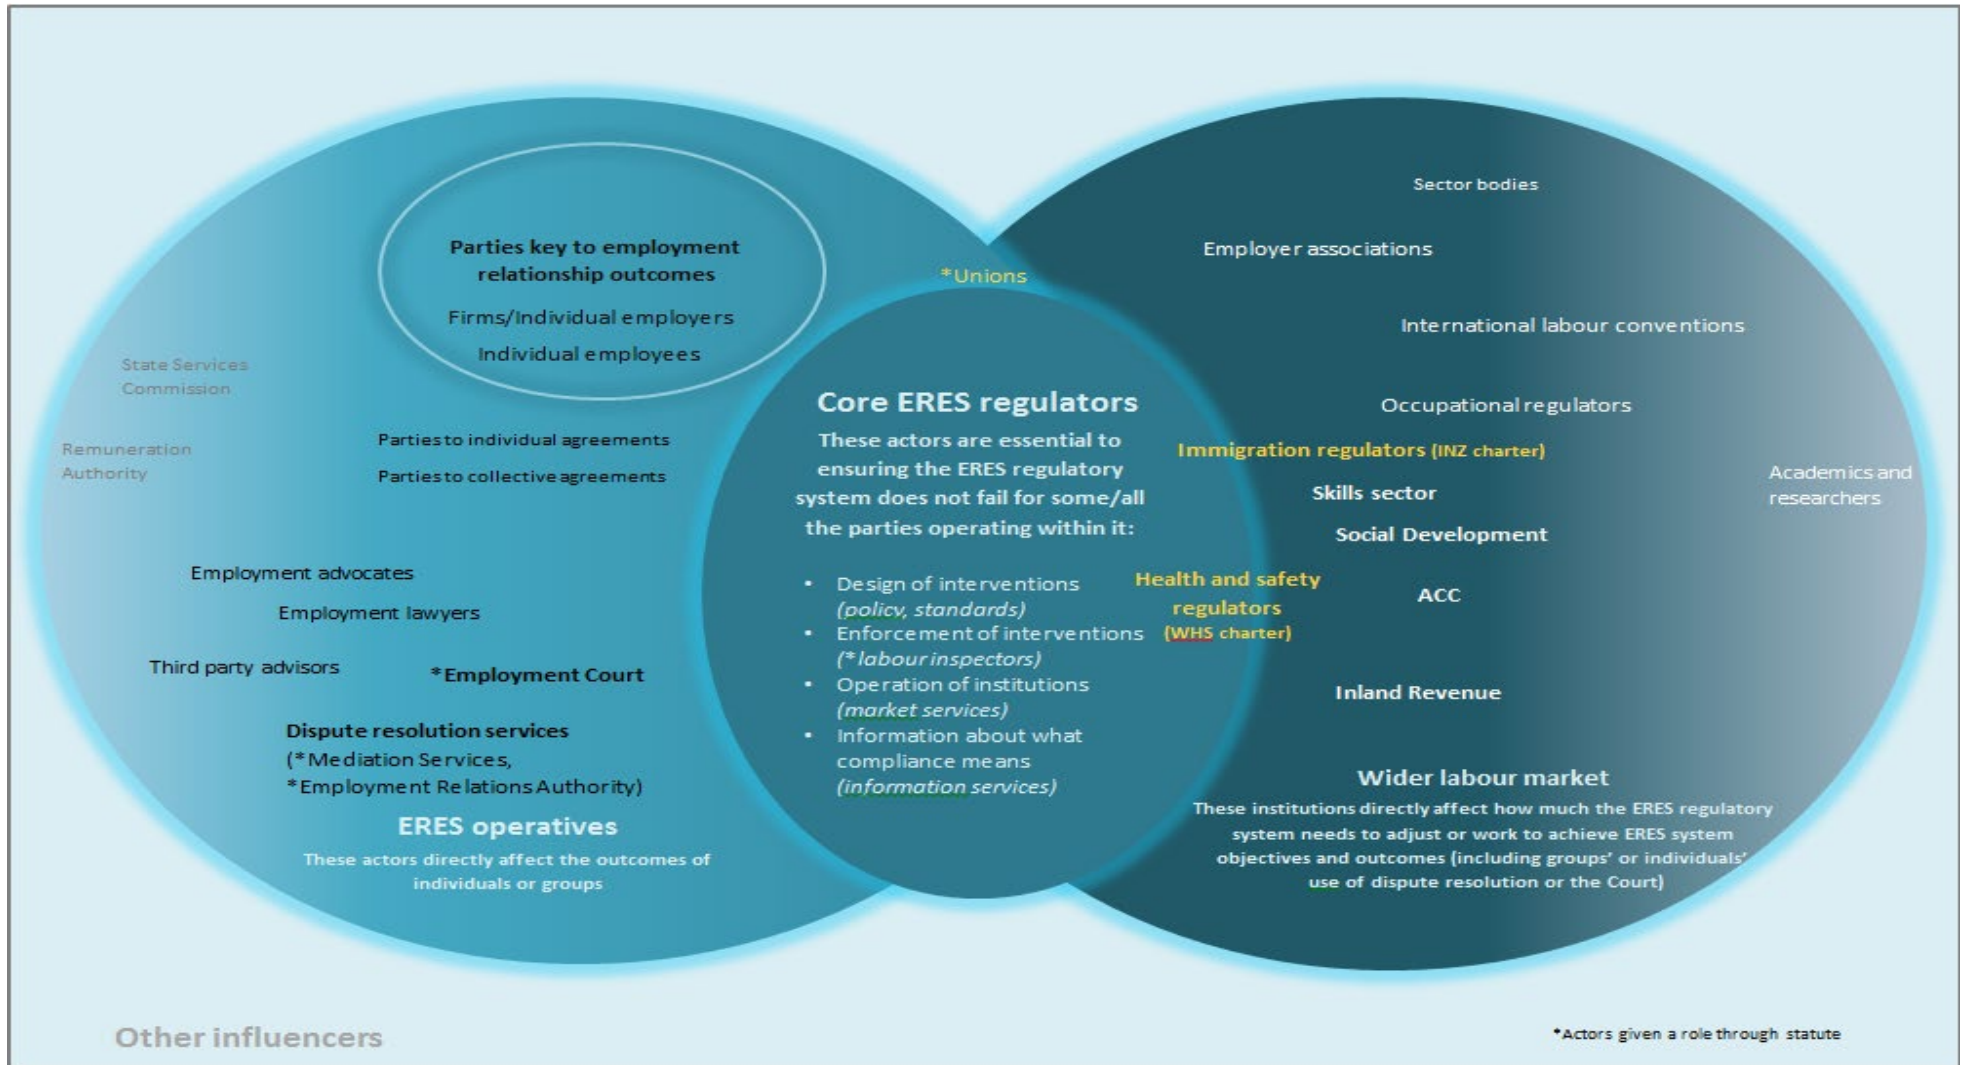 Parties key to employment
relationship outcomes
Firms/Individual employers
Individual employees
State Services
Commission
Remuneration
Authority
Parties to individual agreements
Parties to collective agreements
Employment advocates
Employment lawyers
Third party advisors
*Employment Court
Dispute resolution services
(*Mediation Services,
*Employment Relations Authority)
ERES operatives
These actors directly affect the outcomes of
individuals or groups
*Unions
Core ERES regulators
These actors are essential to
ensuring the ERES regulatory
system does not fail for some/all
the parties operating within it:
• Design of interventions
(policy, standards)
• Enforcement of interventions
(*labour inspectors)
• Operation of institutions
(market services)
• Information about what
compliance means
(information services)
Sector bodies
Employer associations
International labour conventions
Occupational regulators
Immigration regulators (INZ charter)
Skills sector
Academics and
researchers
Social Development
Health and safety
regulators
(WHS charter)
ACC
Inland Revenue
Wider labour market
These institutions directly affect how much the ERES regulatory
system needs to adjust or work to achieve ERES system
objectives and outcomes (including groups’ or individuals’
use of dispute resolution or the Court)
Other influencers
*Actors given a role through statute